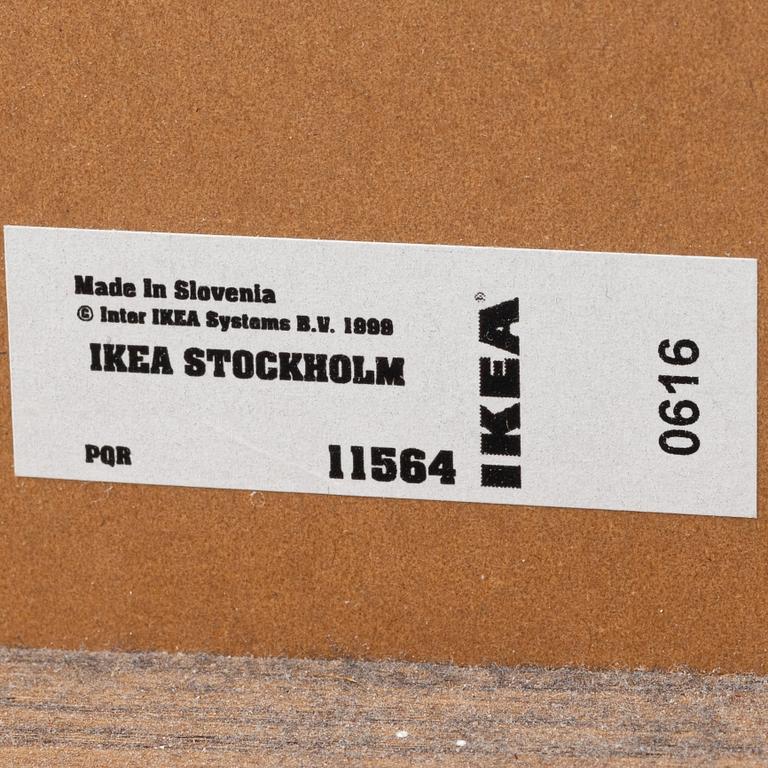 Made In Slovenia
© Inter IKEA Systems B.V. 1999
IKEA STOCKHOLM
PQR
11564
IKEA®
0616